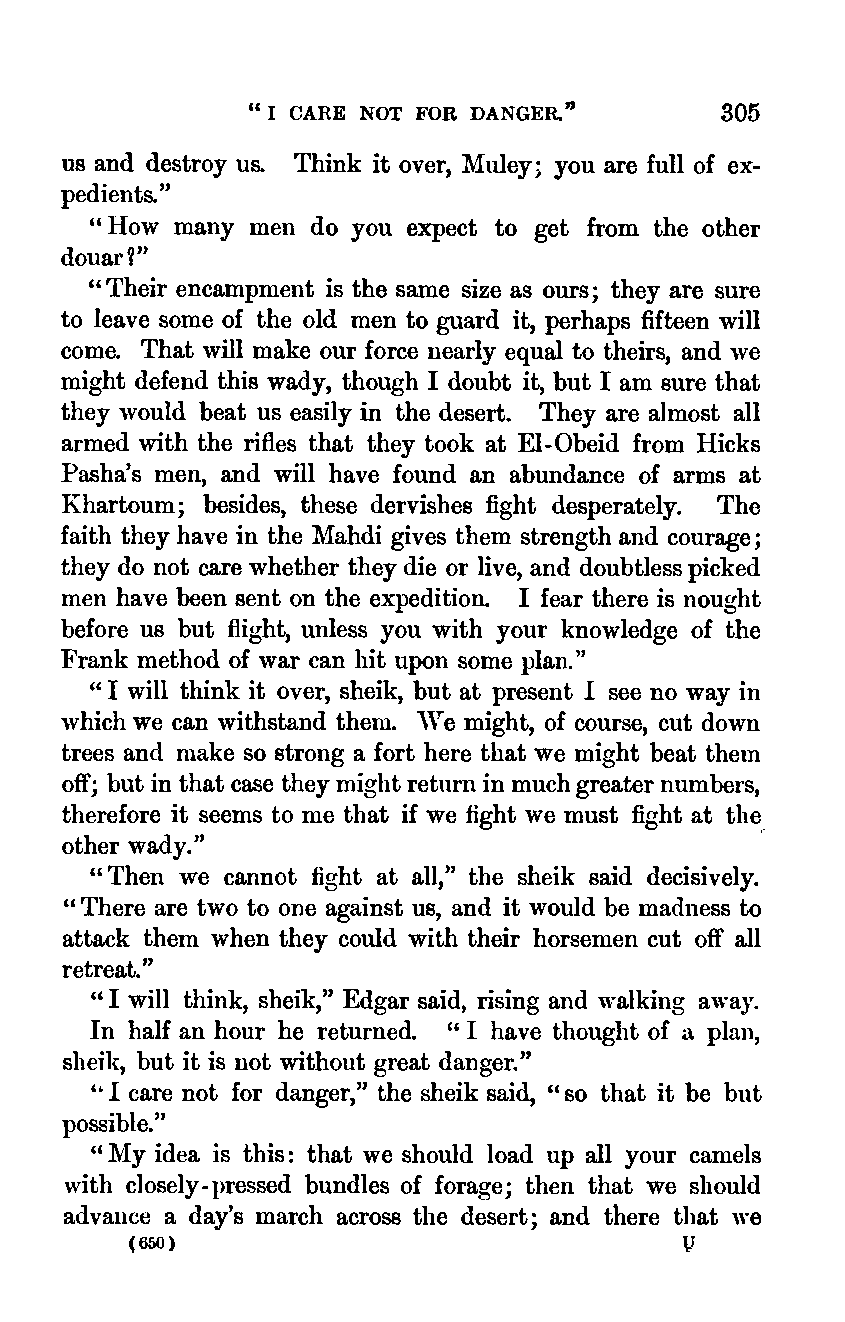 “I CARE NOT FOR DANGER.” 305
us and destroy us. Think it over, Muley; you are full of ex-
pedients.”
“How many men do you expect to get from the other
douar?”
“Their encampment is the same size as ours; they are sure
to leave some of the old men to guard it, perhaps fifteen will
come. That will make our force nearly equal to theirs, and we
might defend this wady, though I doubt it, but I am sure that
they would beat us easily in the desert. They are almost all
armed with the rifles that they took at El-Obeid from Hicks
Pasha’s men, and will have found an abundance of arms at
Khartoum; besides, these dervishes fight desperately. The
faith they have in the Mahdi gives them strength and courage;
they do not care whether they die or live, and doubtless picked
men have been sent on the expedition. I fear there is nought
before us but flight, unless you with your knowledge of the
Frank method of war can hit upon some plan.”
“I will think it over, sheik, but at present I see no way in
which we can withstand them. We might, of course, cut down
trees and make so strong a fort here that we might beat them
off; but in that case they might return in much greater numbers,
therefore it seems to me that if we fight we must fight at the
other wady.”
“Then we cannot fight at all,” the sheik said decisively.
“There are two to one against us, and it would be madness to
attack them when they could with their horsemen cut off all
retreat.”
“I will think, sheik,” Edgar said, rising and walking away.
In half an hour he returned. “I have thought of a plan,
sheik, but it is not without great danger.”
“I care not for danger,” the sheik said, “so that it be but
possible.”
“My idea is this: that we should load up all your camels
with closely-pressed bundles of forage; then that we should
advance a day’s march across the desert; and there that we
(650) U